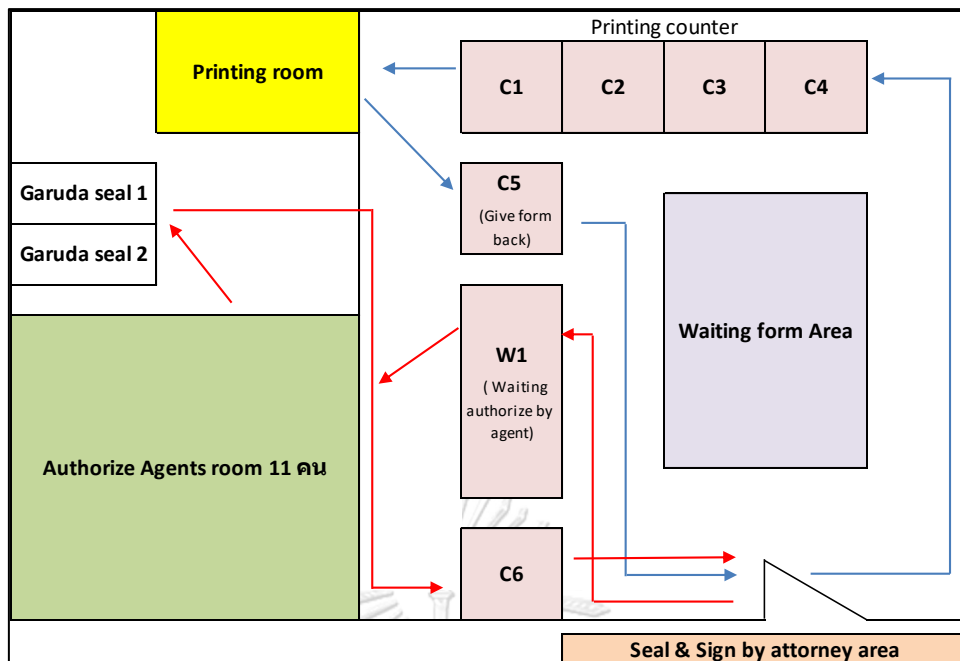 Printing counter
Printing room
C1
C2
C3
C4
Garuda seal 1
Garuda seal 2
C5
(Give form
back)
Waiting form Area
W1
( Waiting
authorize by
agent)
Authorize Agents room 11 คน
C6
Seal & Sign by attorney area